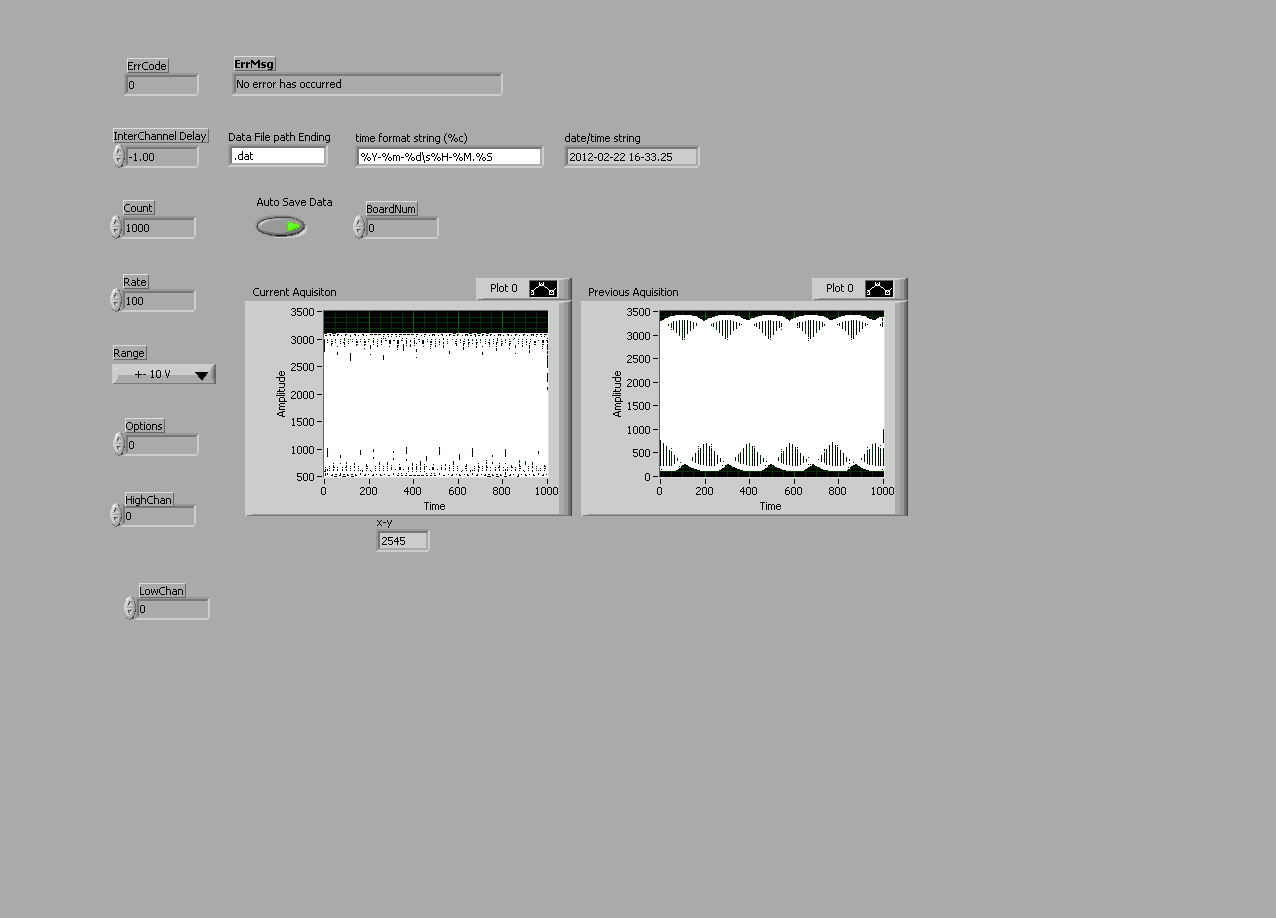 ErrCode
0
ErrMsg
No error has occurred
InterChannel Delay
-1.00
Data File path Ending
.dat
time format string (%c)
%Y-%m-%d\s%H-%M.%S
date/time string
2012-02-22 16-33.25
Count
1000
Auto Save Data
BoardNum
0
Rate
100
Range
+- 10 V
Options
0
HighChan
0
LowChan
0
Current Aquisiton
Plot 0
3500
3000
2500
2000
1500
1000
500
Amplitude
0 200 400 600 800 1000
Time
x-y
2545
Previous Aquisition
Plot 0
3500
3000
2500
2000
1500
1000
500
0
Amplitude
0 200 400 600 800 1000
Time